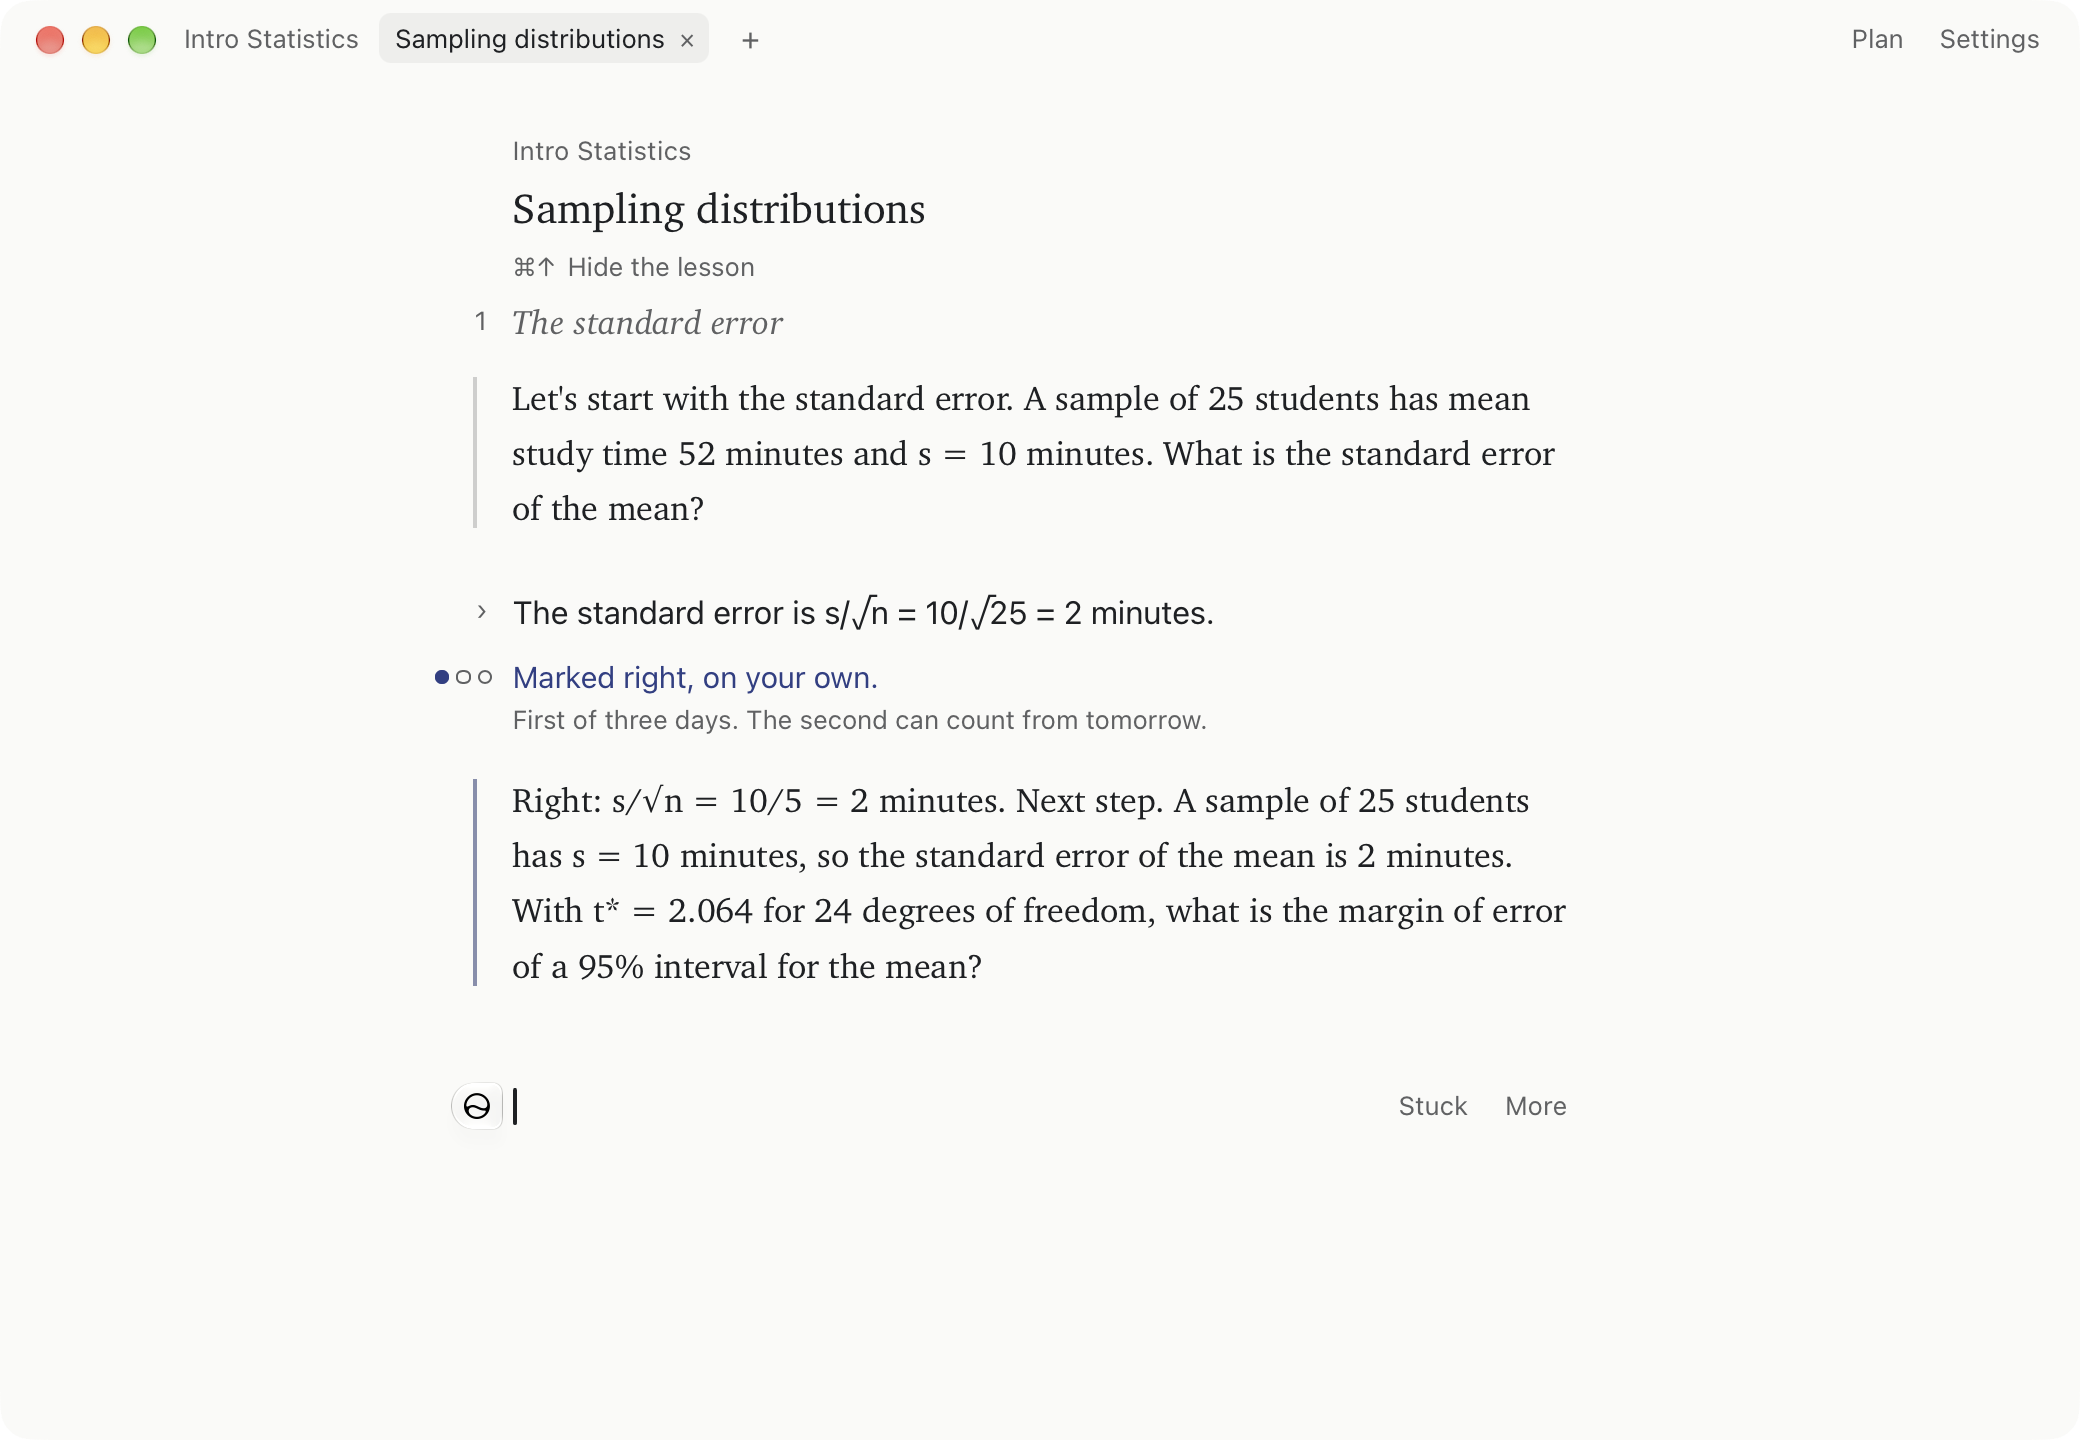 Intro Statistics
Sampling distributions ×
+
Plan
Settings
Intro Statistics
Sampling distributions
⌘↑ Hide the lesson
1 The standard error
Let's start with the standard error. A sample of 25 students has mean
study time 52 minutes and s = 10 minutes. What is the standard error
of the mean?
› The standard error is s/√n = 10/√25 = 2 minutes.
Marked right, on your own.
First of three days. The second can count from tomorrow.
Right: s/√n = 10/5 = 2 minutes. Next step. A sample of 25 students
has s = 10 minutes, so the standard error of the mean is 2 minutes.
With t* = 2.064 for 24 degrees of freedom, what is the margin of error
of a 95% interval for the mean?
Stuck
More